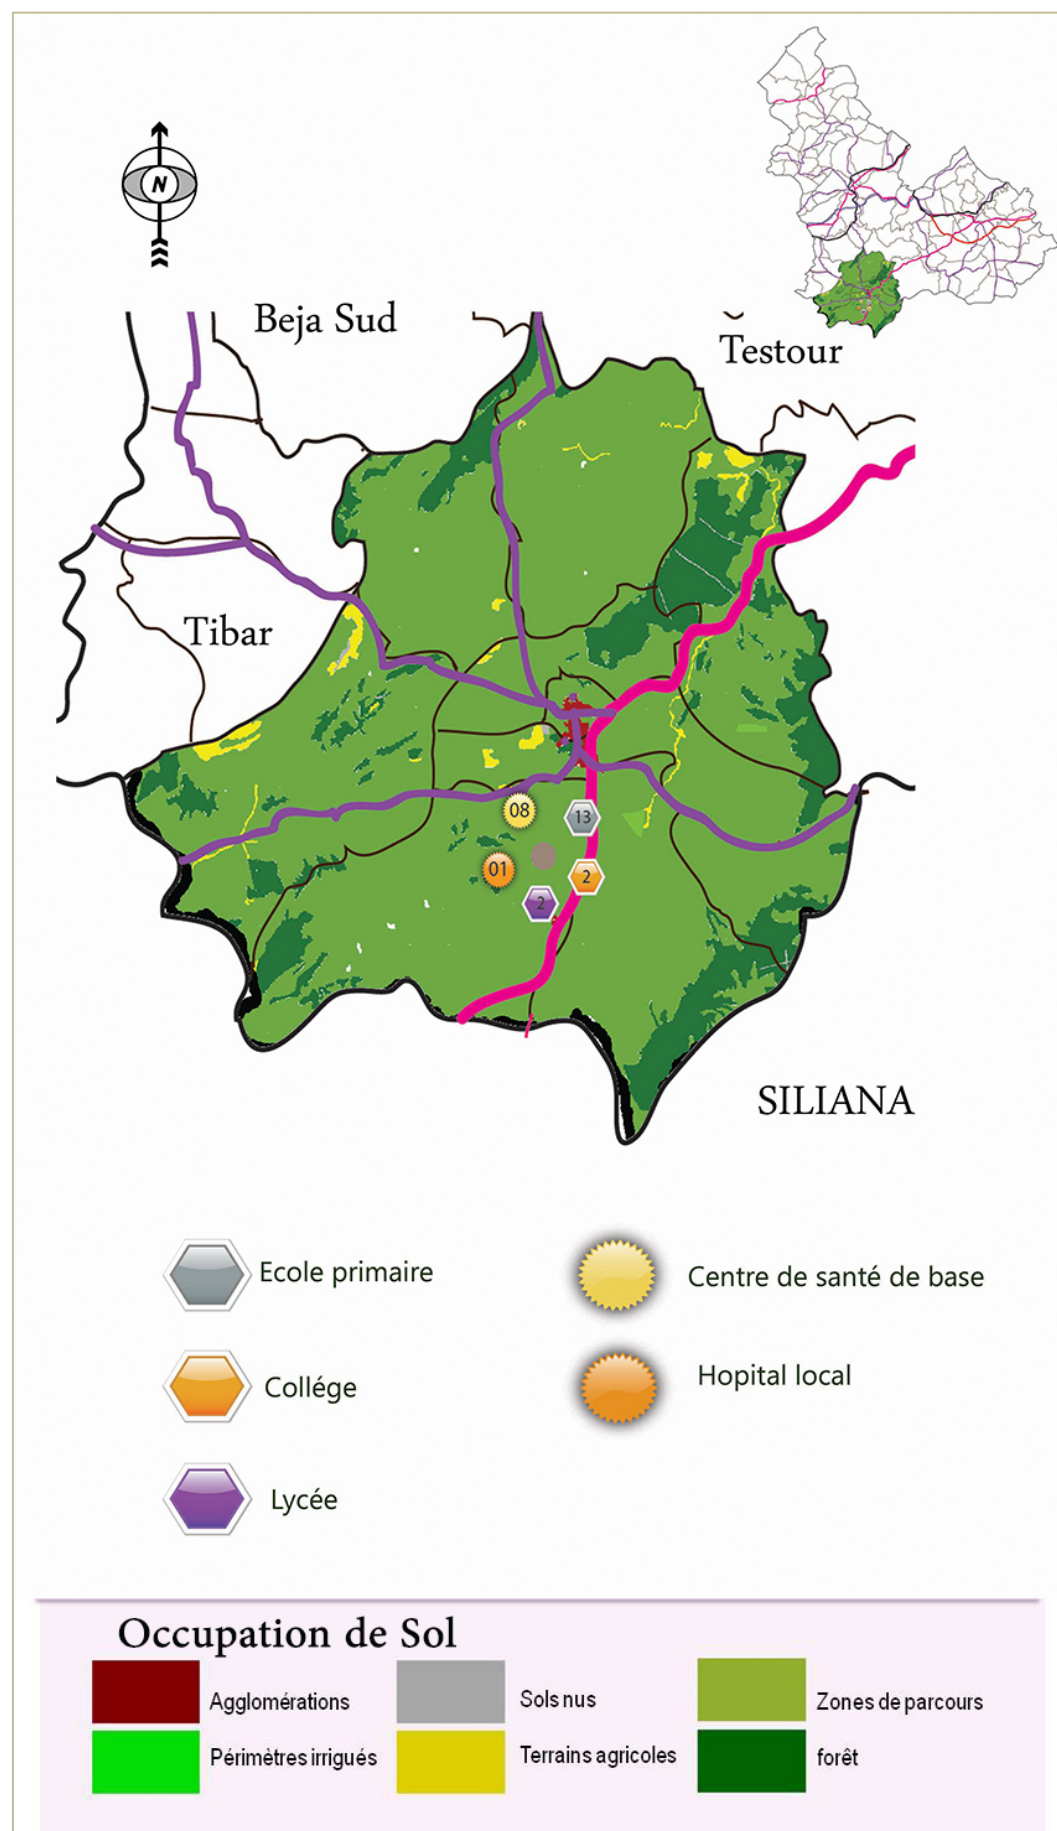 N
Beja Sud
Testour
Tibar
08
13
01
2
2
SILIANA
Ecole primaire
Centre de santé de base
Collége
Hopital local
Lycée
Occupation de Sol
Agglomérations
Sols nus
Zones de parcours
Périmètres irrigués
Terrains agricoles
forêt